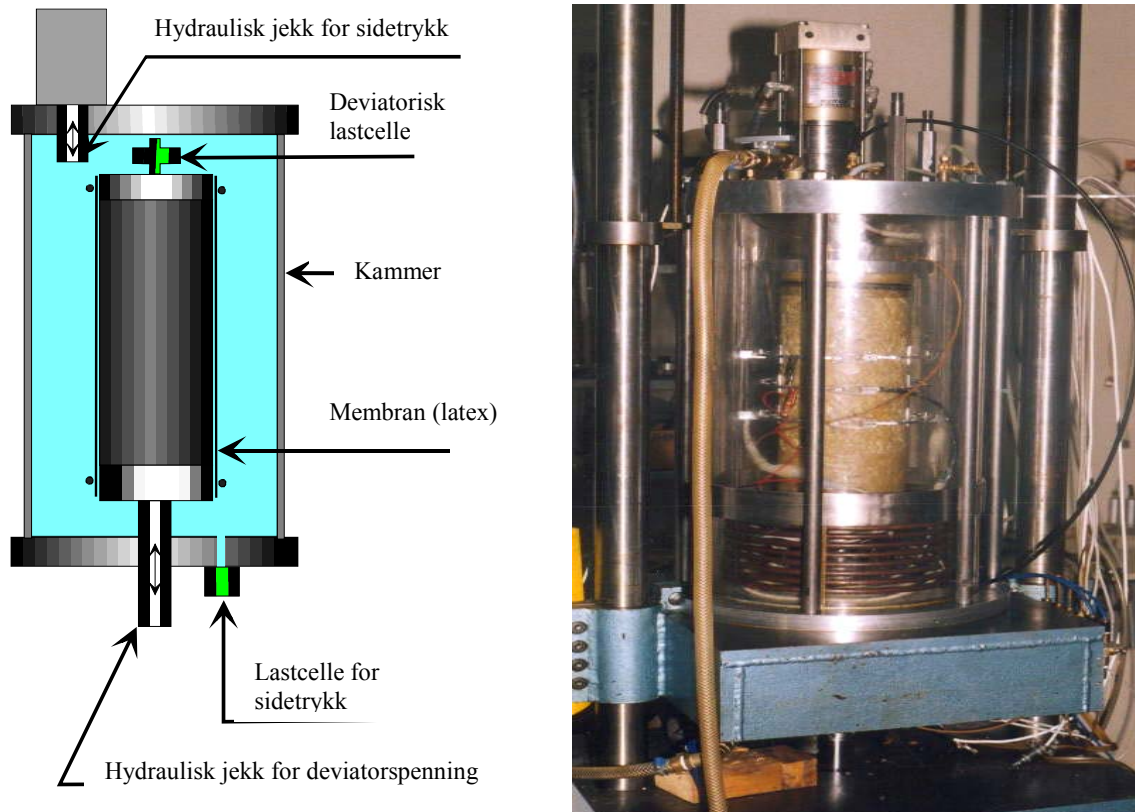 Hydraulisk jekk for sidetrykk
Deviatorisk
lastcelle
Kammer
Membran (latex)
Lastcelle for
sidetrykk
Hydraulisk jekk for deviatorspenning